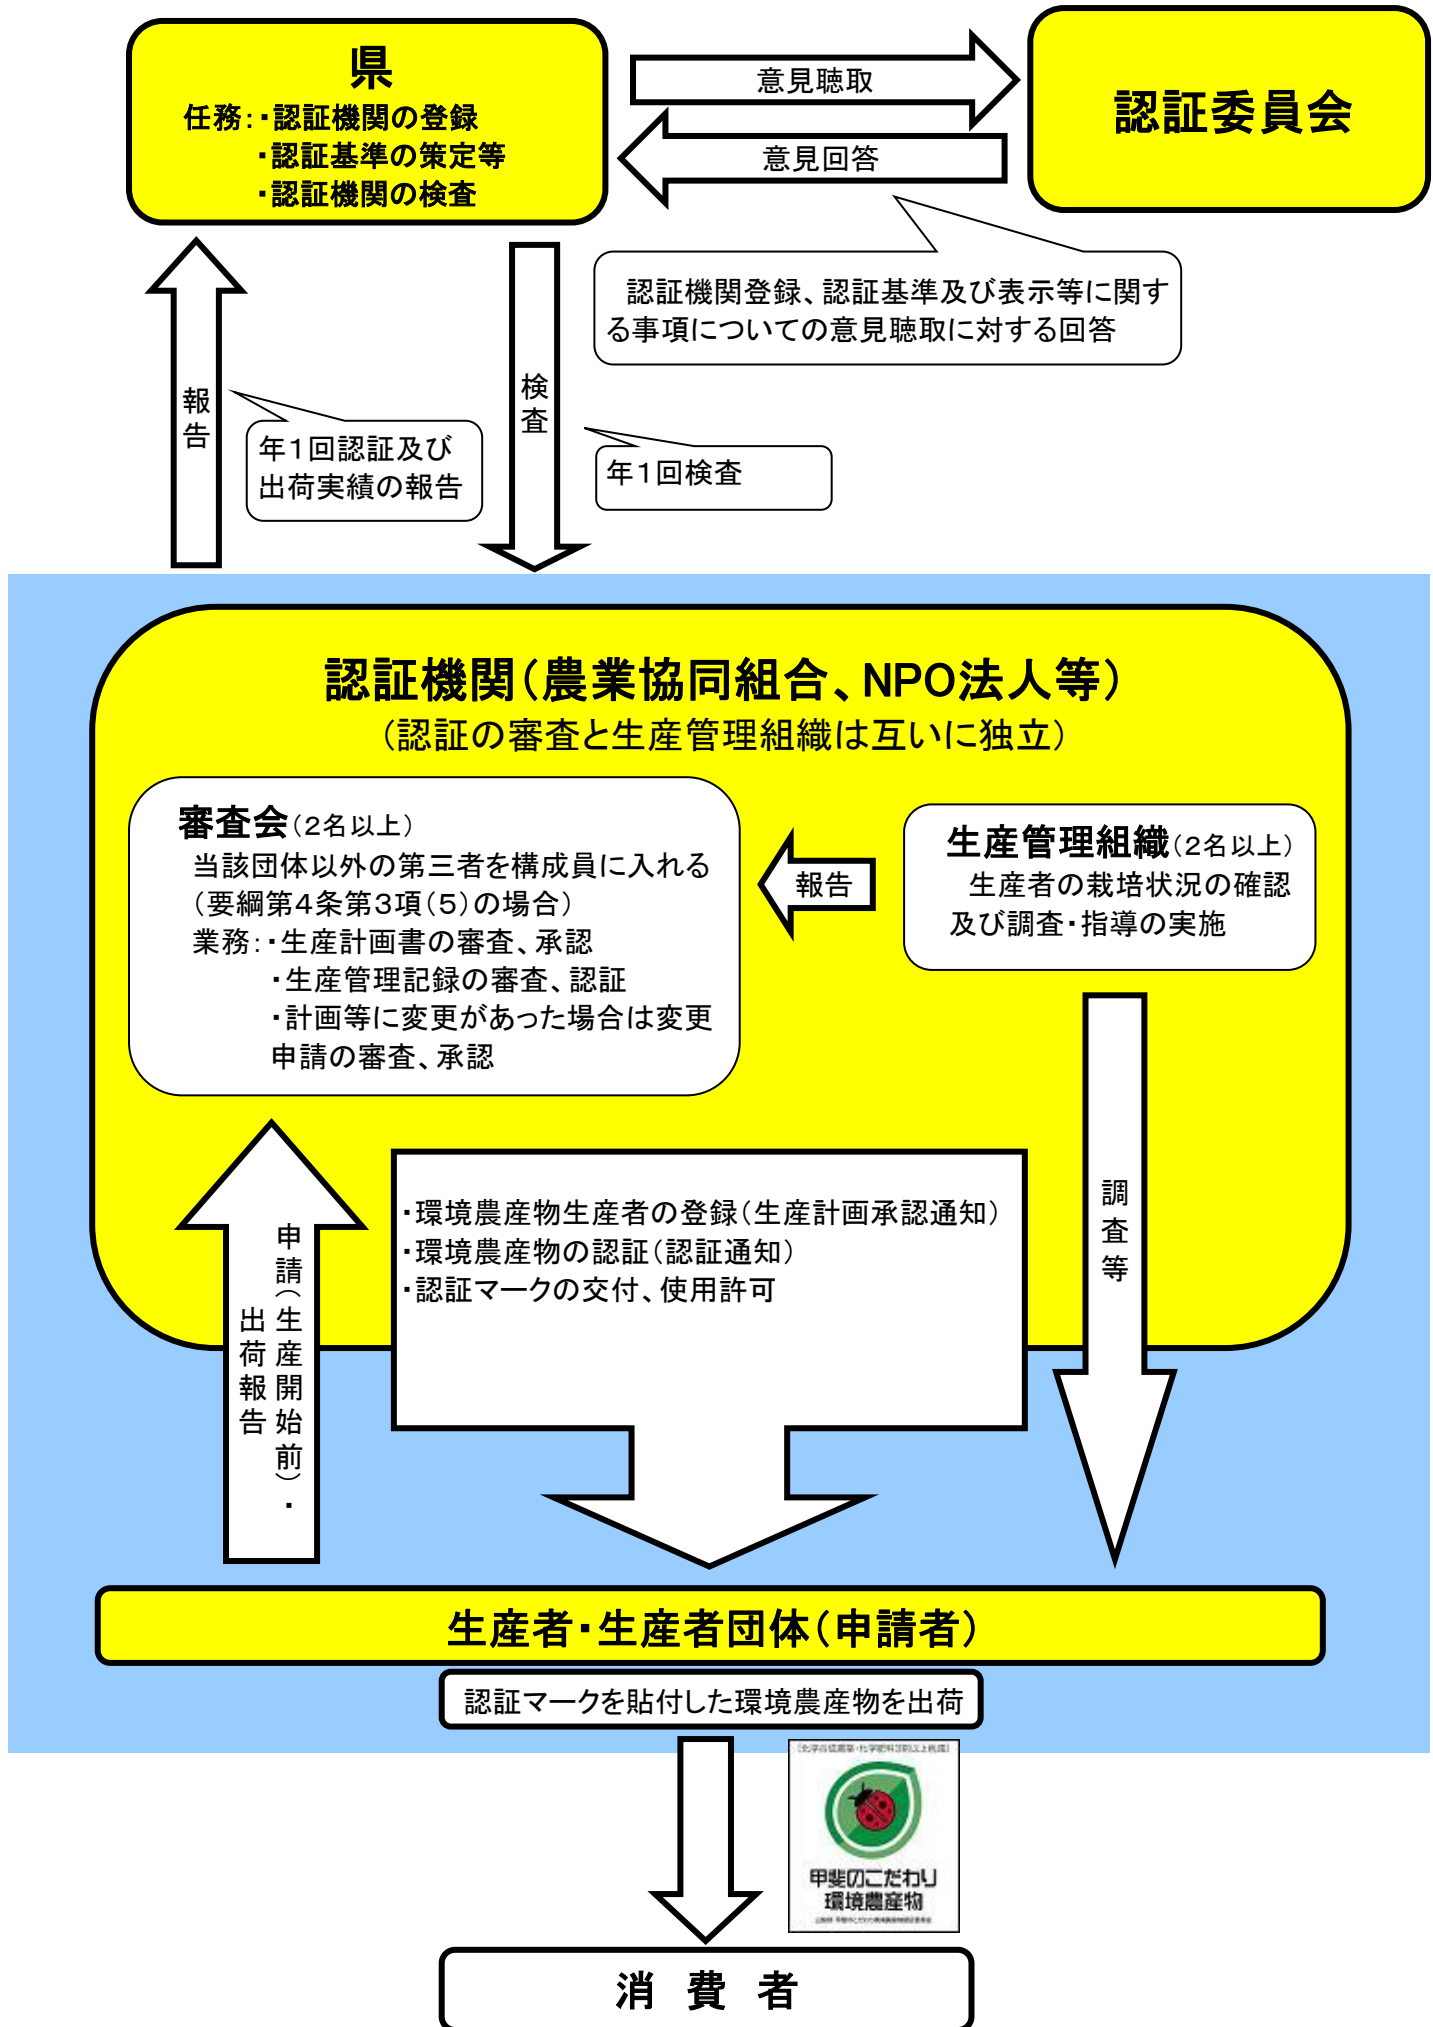 県
任務:・認証機関の登録
・認証基準の策定等
・認証機関の検査
意見聴取
意見回答
認証委員会
認証機関登録、認証基準及び表示等に関す
る事項についての意見聴取に対する回答
報告
年1回認証及び
出荷実績の報告
検査
年1回検査
認証機関(農業協同組合、NPO法人等)
(認証の審査と生産管理組織は互いに独立)
審査会(2名以上)
当該団体以外の第三者を構成員に入れる
(要綱第4条第3項(5)の場合)
業務:・生産計画書の審査、承認
・生産管理記録の審査、認証
・計画等に変更があった場合は変更
申請の審査、承認
報告
生産管理組織(2名以上)
生産者の栽培状況の確認
及び調査・指導の実施
申請(生産開始前)・
出荷報告
・環境農産物生産者の登録(生産計画承認通知)
・環境農産物の認証(認証通知)
・認証マークの交付、使用許可
調査等
生産者・生産者団体(申請者)
認証マークを貼付した環境農産物を出荷
甲斐のこだわり
環境農産物
消費者